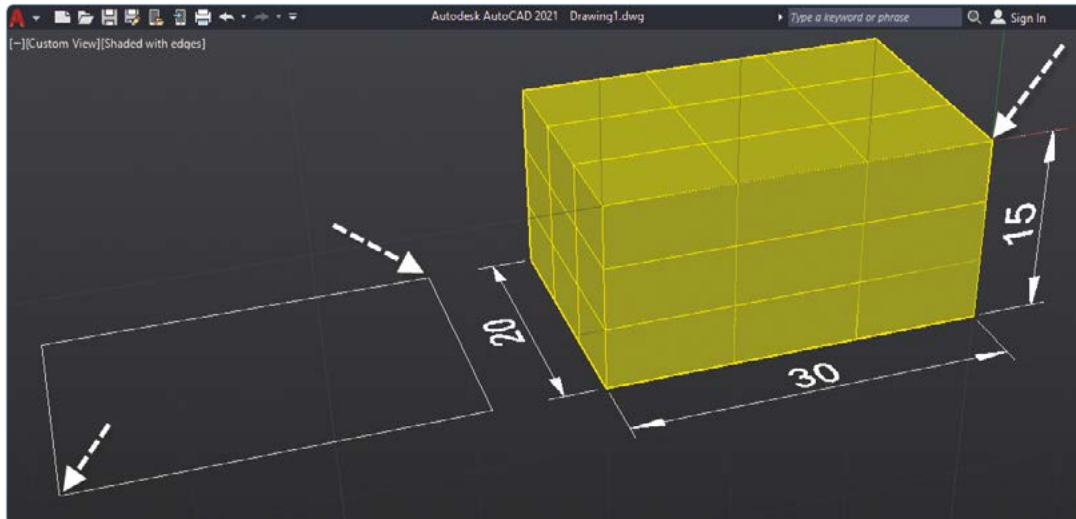 Autodesk AutoCAD 2021 Drawing1.dwg Type a keyword or phrase Sign In
[−][Custom View][Shaded with edges]
15
20
30